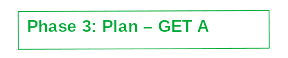 Phase 3: Plan – GET A